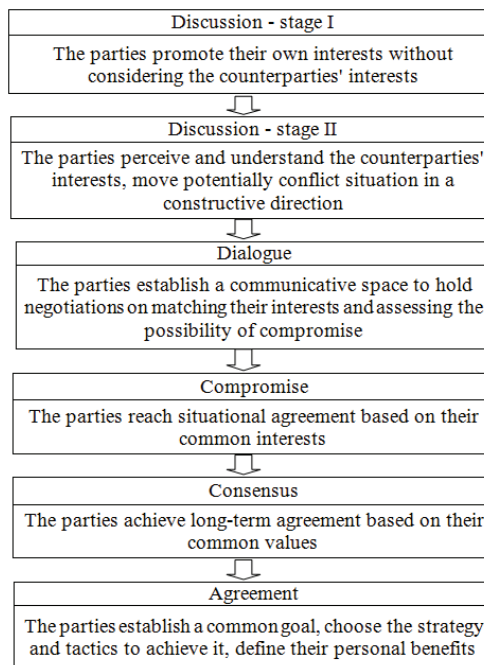 Discussion - stage I
The parties promote their own interests without
considering the counterparties' interests
Discussion - stage II
The parties perceive and understand the counterparties'
interests, move potentially conflict situation in a
constructive direction
Dialogue
The parties establish a communicative space to hold
negotiations on matching their interests and assessing the
possibility of compromise
Compromise
The parties reach situational agreement based on their
common interests
Consensus
The parties achieve long-term agreement based on their
common values
Agreement
The parties establish a common goal, choose the strategy
and tactics to achieve it, define their personal benefits